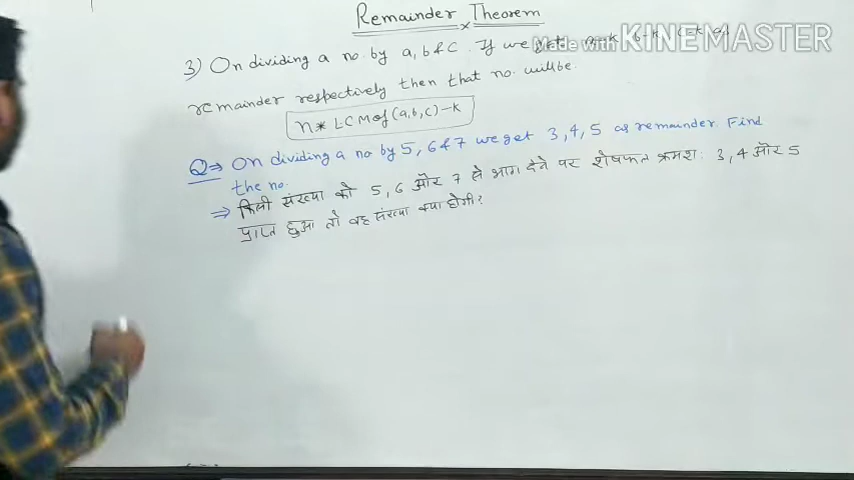 Remainder Theorem
3) On dividing a no. by a, b & c. If we get
Made with KINEMASTER
remainder respectively then that no. will be.
n* LCM of (a,b,c)-k
Q⇒ On dividing a no by 5, 6 & 7 we get 3, 4, 5 as remainder. Find
the no.
⇒ किसी संख्या को 5, 6 और 7 से भाग देने पर शेषफल क्रमश: 3, 4 और 5
प्राप्त हुआ तो वह संख्या क्या होगी?